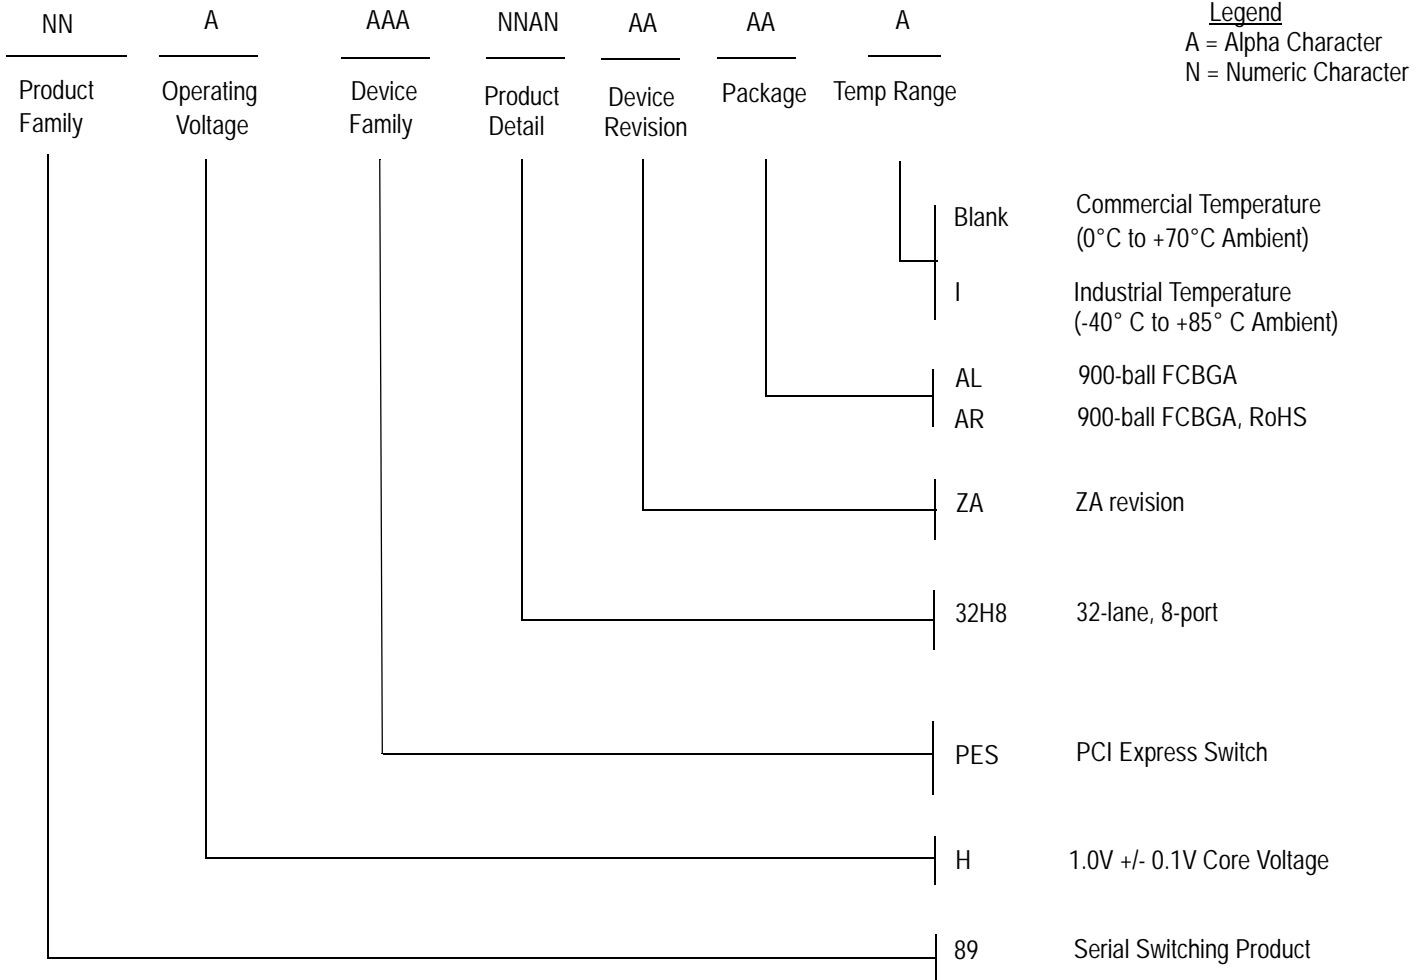 NN A AAA NNAN AA AA A
Legend
A = Alpha Character
N = Numeric Character
Product Family
Operating Voltage
Device Family
Product Detail
Device Revision
Package
Temp Range
Blank Commercial Temperature
(0°C to +70°C Ambient)
I Industrial Temperature
(-40° C to +85° C Ambient)
AL 900-ball FCBGA
AR 900-ball FCBGA, RoHS
ZA ZA revision
32H8 32-lane, 8-port
PES PCI Express Switch
H 1.0V +/- 0.1V Core Voltage
89 Serial Switching Product